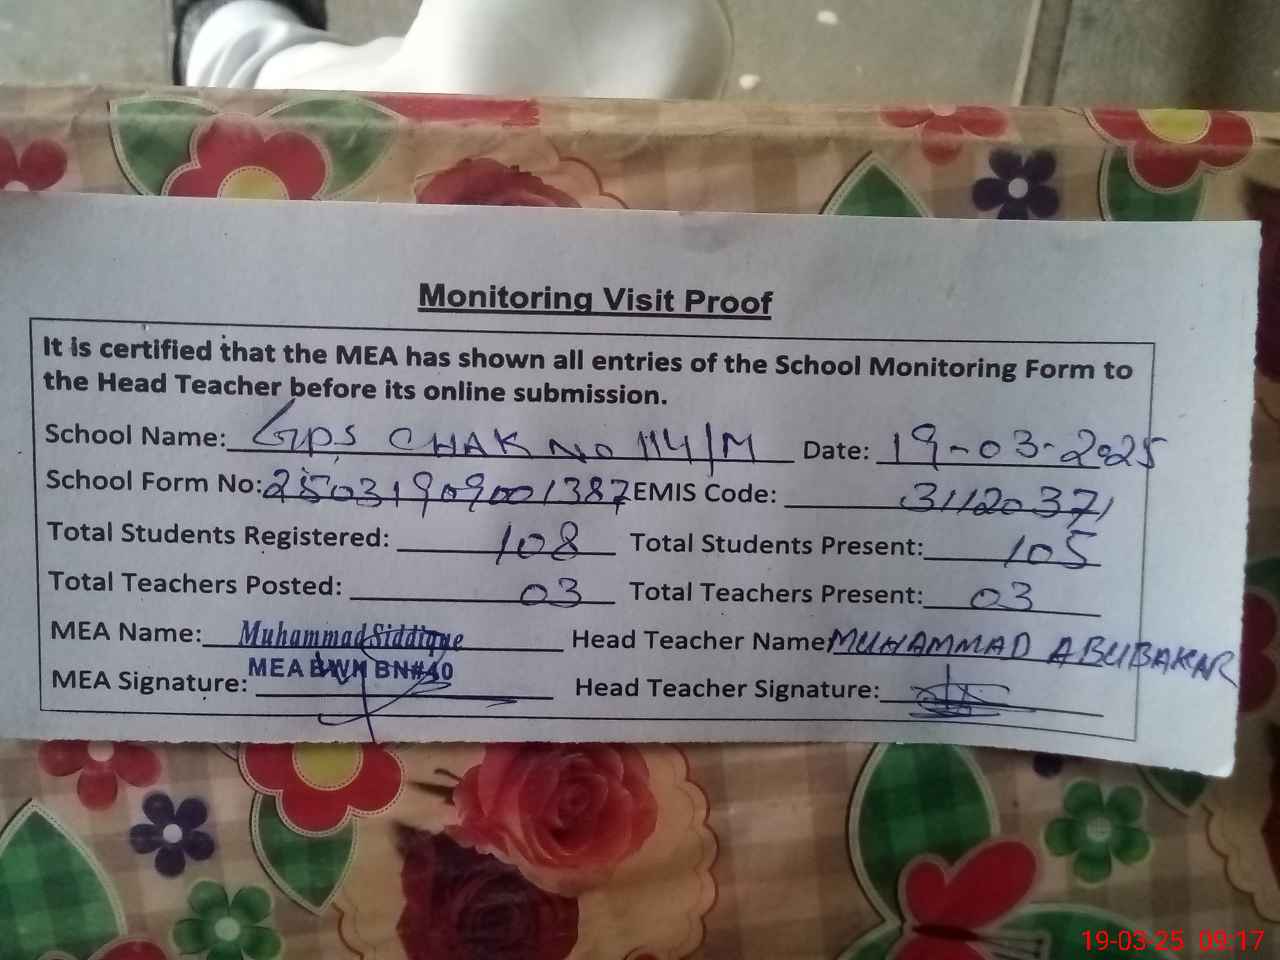 Monitoring Visit Proof
It is certified that the MEA has shown all entries of the School Monitoring Form to
the Head Teacher before its online submission.
School Name: GPS CHAK No 114/M Date: 19-03-2025
School Form No: 250319099001387 EMIS Code: 31120371
Total Students Registered: 108 Total Students Present: 105
Total Teachers Posted: 03 Total Teachers Present: 03
MEA Name: Muhammad Siddique Head Teacher Name MUHAMMAD ABUBAKAR
MEA BWN BN#40
MEA Signature: Head Teacher Signature:
19-03-25 09:17